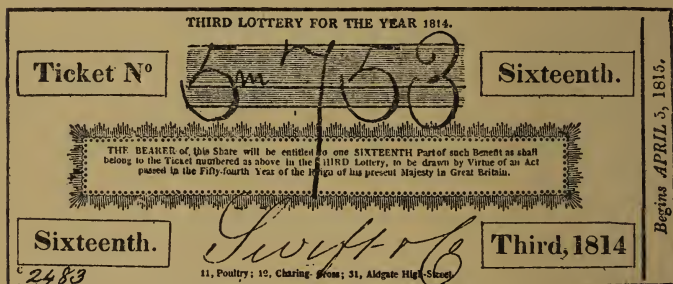 THIRD LOTTERY FOR THE YEAR 1814.
Ticket Nº
5m 753
Sixteenth.
THE BEARER of this Share will be entitled to one SIXTEENTH Part of such Benefit as shall
belong to the Ticket numbered as above in the THIRD Lottery, to be drawn by Virtue of an Act
passed in the Fifty-fourth Year of the Reign of his present Majesty in Great Britain.
Sixteenth.
Swift & Co
Third, 1814
11, Poultry; 12, Charing-Cross; 31, Aldgate High-Street.
C
2483
Begins APRIL 5, 1815.